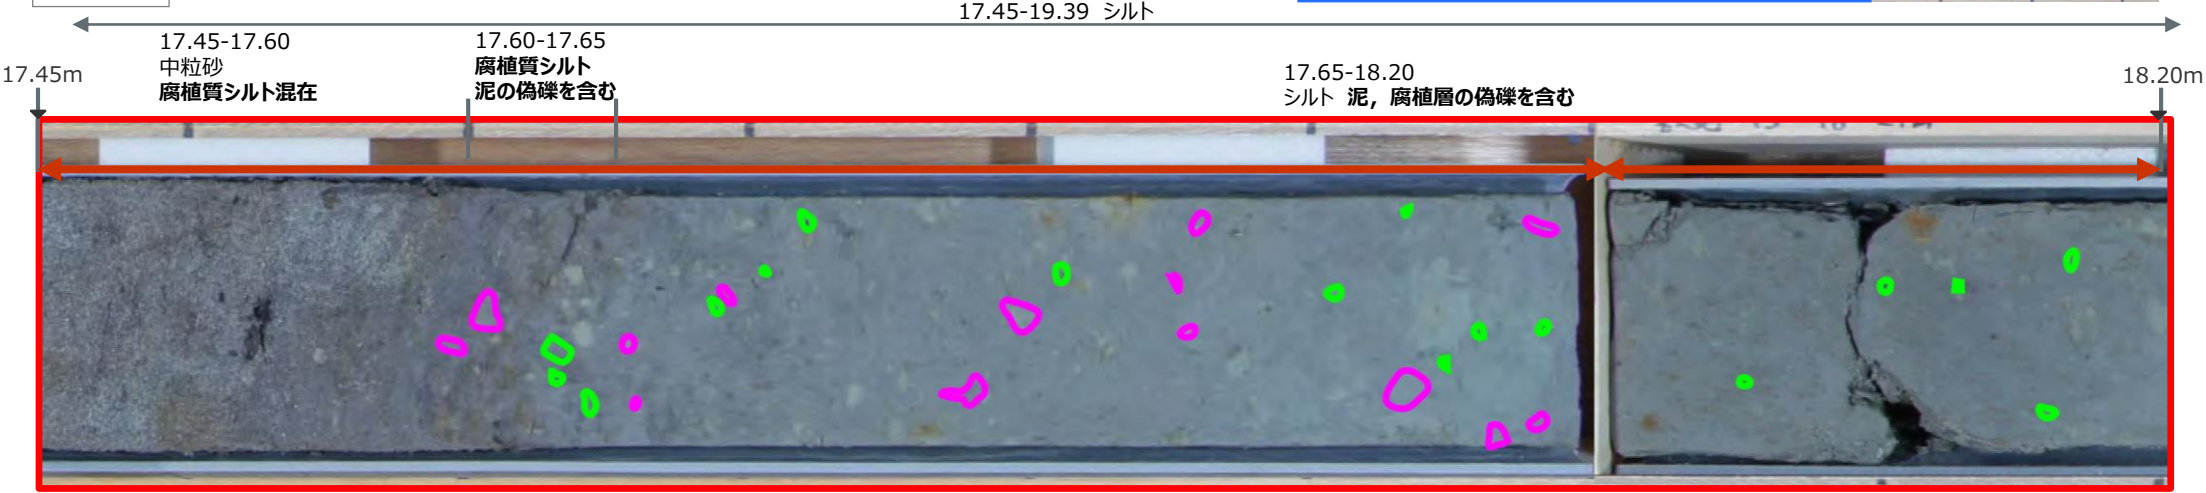 17.45-19.39 シルト
17.45-17.60
中粒砂
腐植質シルト混在
17.60-17.65
腐植質シルト
泥の偽礫を含む
17.65-18.20
シルト 泥，腐植層の偽礫を含む
17.45m
18.20m